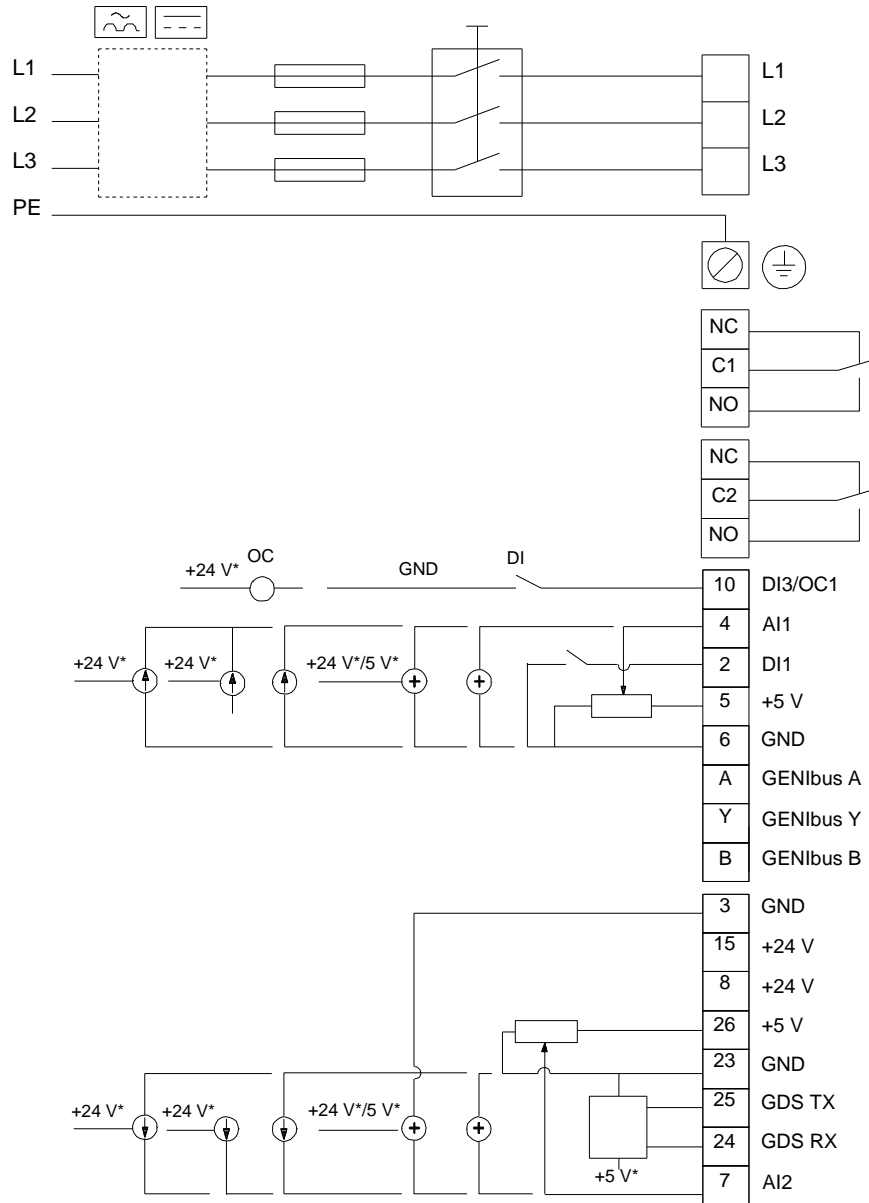 L1 L1
L2 L2
L3 L3
PE
NC
C1
NO
NC
C2
NO
+24 V* OC GND DI 10 DI3/OC1
4 AI1
+24 V* +24 V* +24 V*/5 V* 2 DI1
5 +5 V
6 GND
A GENIbus A
Y GENIbus Y
B GENIbus B
3 GND
15 +24 V
8 +24 V
26 +5 V
23 GND
+24 V* +24 V* +24 V*/5 V* 25 GDS TX
24 GDS RX
+5 V* 7 AI2